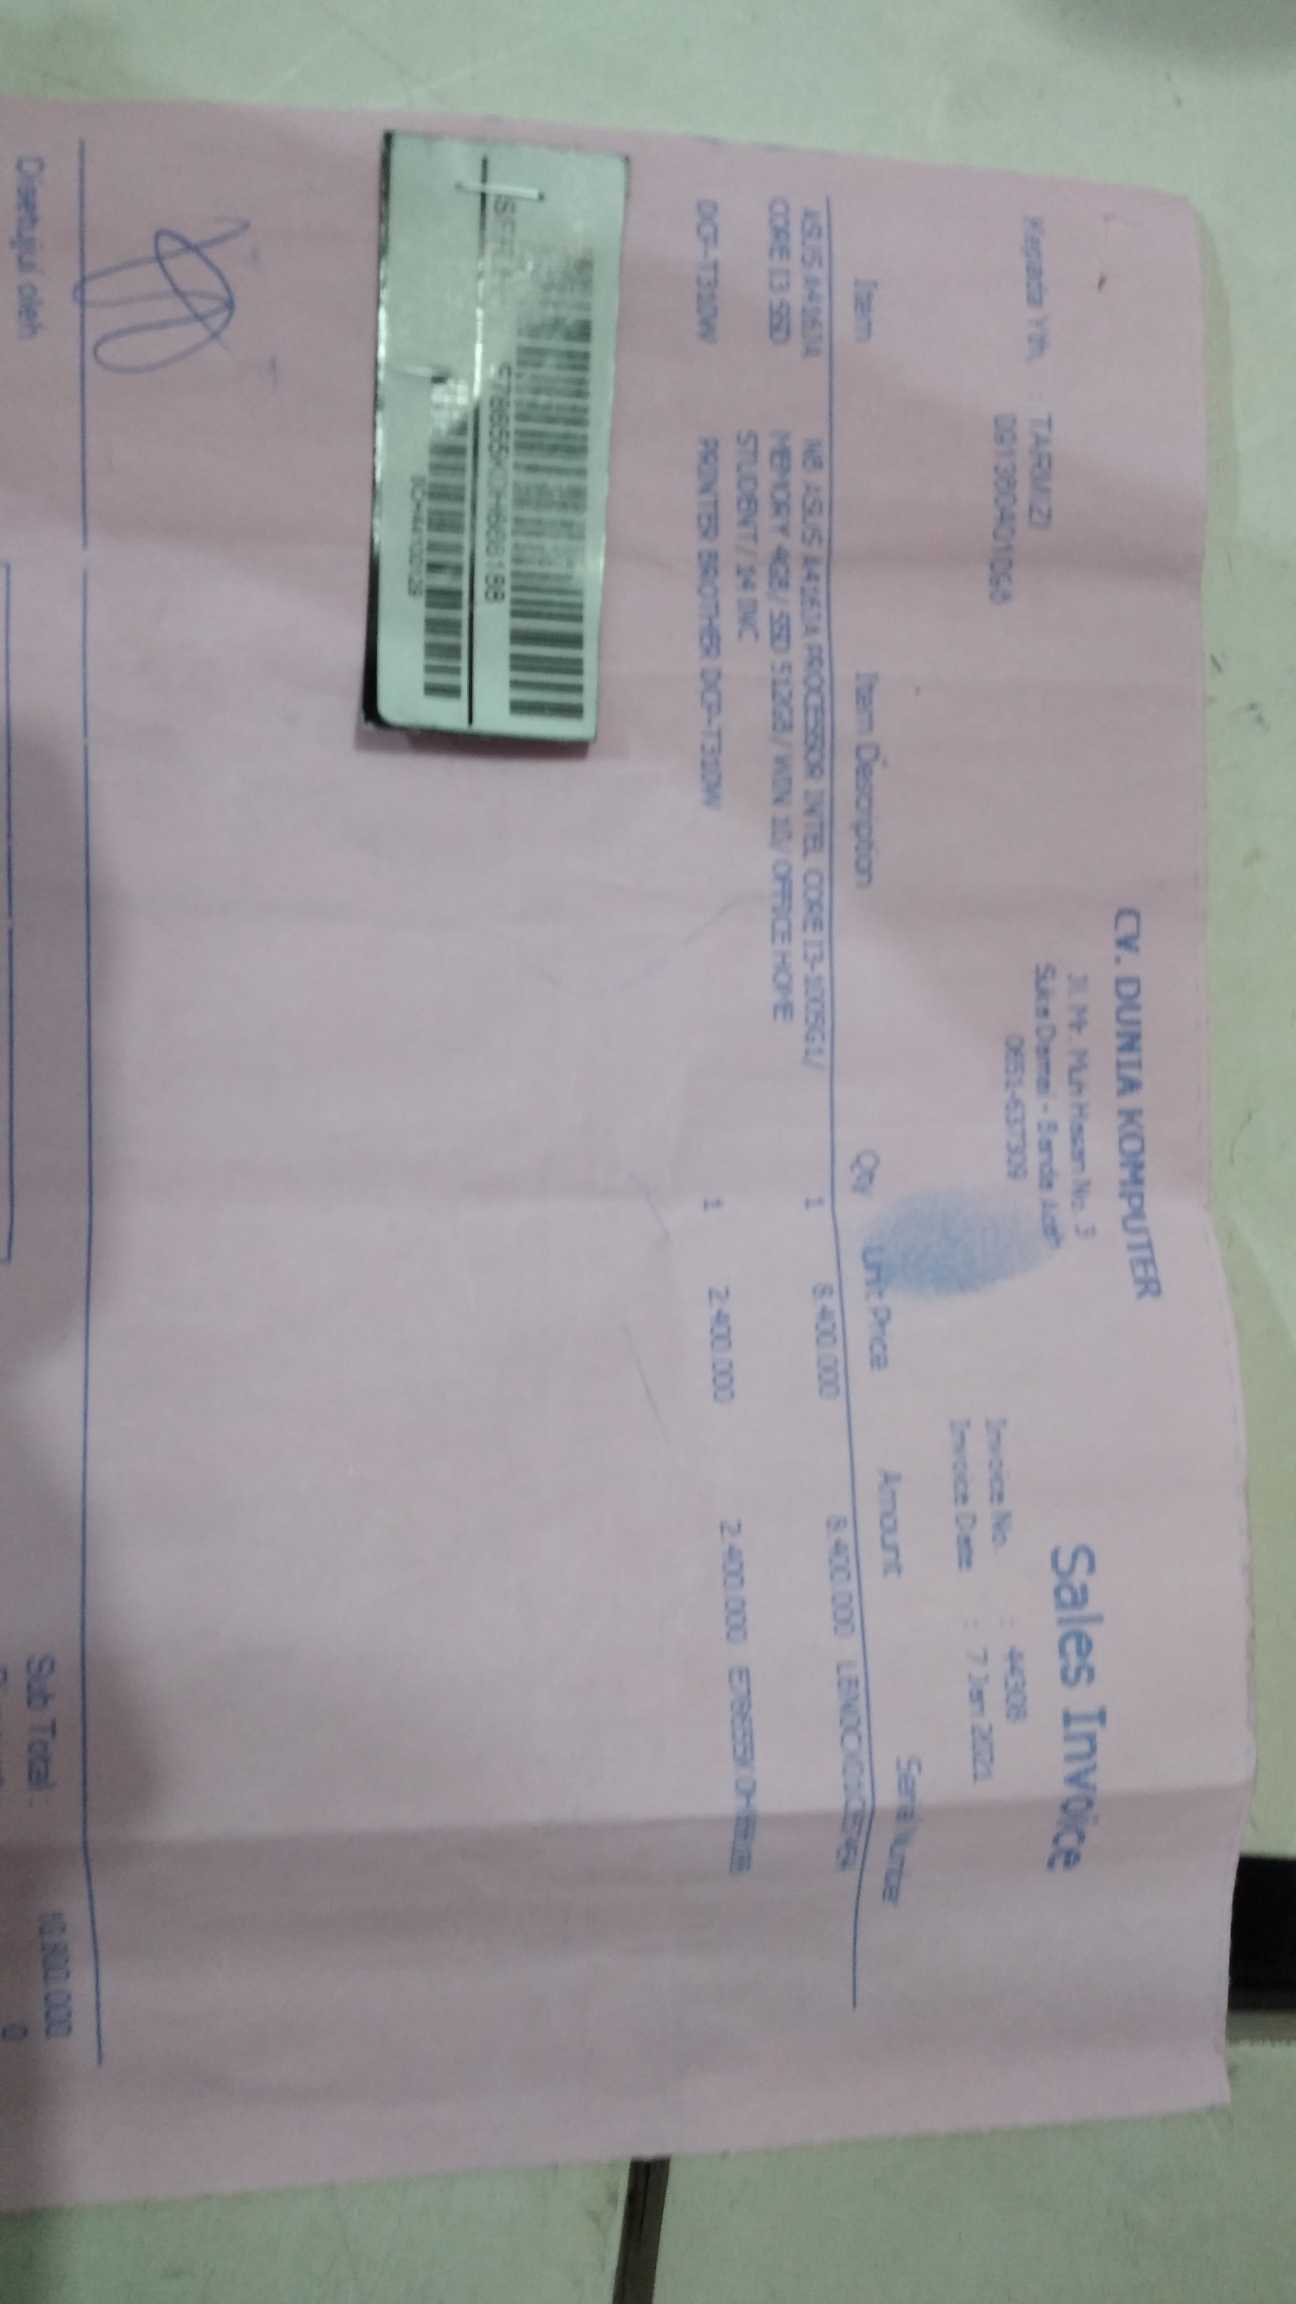 CV. DUNIA KOMPUTER
Jl. Mr. Muh Hasan No. 3
Suka Damai - Banda Aceh
0651-637309
Sales Invoice
Kepada Yth. : TARMIZI
Invoice No. : 44308
Invoice Date : 7 Jan 2021
Item Item Description Qty Unit Price Amount Serial Number
ASUS A416JA NB ASUS A416JA PROCESSOR INTEL CORE I3-1005G1/ 1 8.400.000 8.400.000
CORE I3 SSD MEMORY 4GB/ SSD 512GB/ WIN 10/ OFFICE HOME
STUDENT/ 14 INC
DCP-T310W PRINTER BROTHER DCP-T310W 1 2.400.000 2.400.000
Sub Total : 10.800.000
0
Disetujui oleh